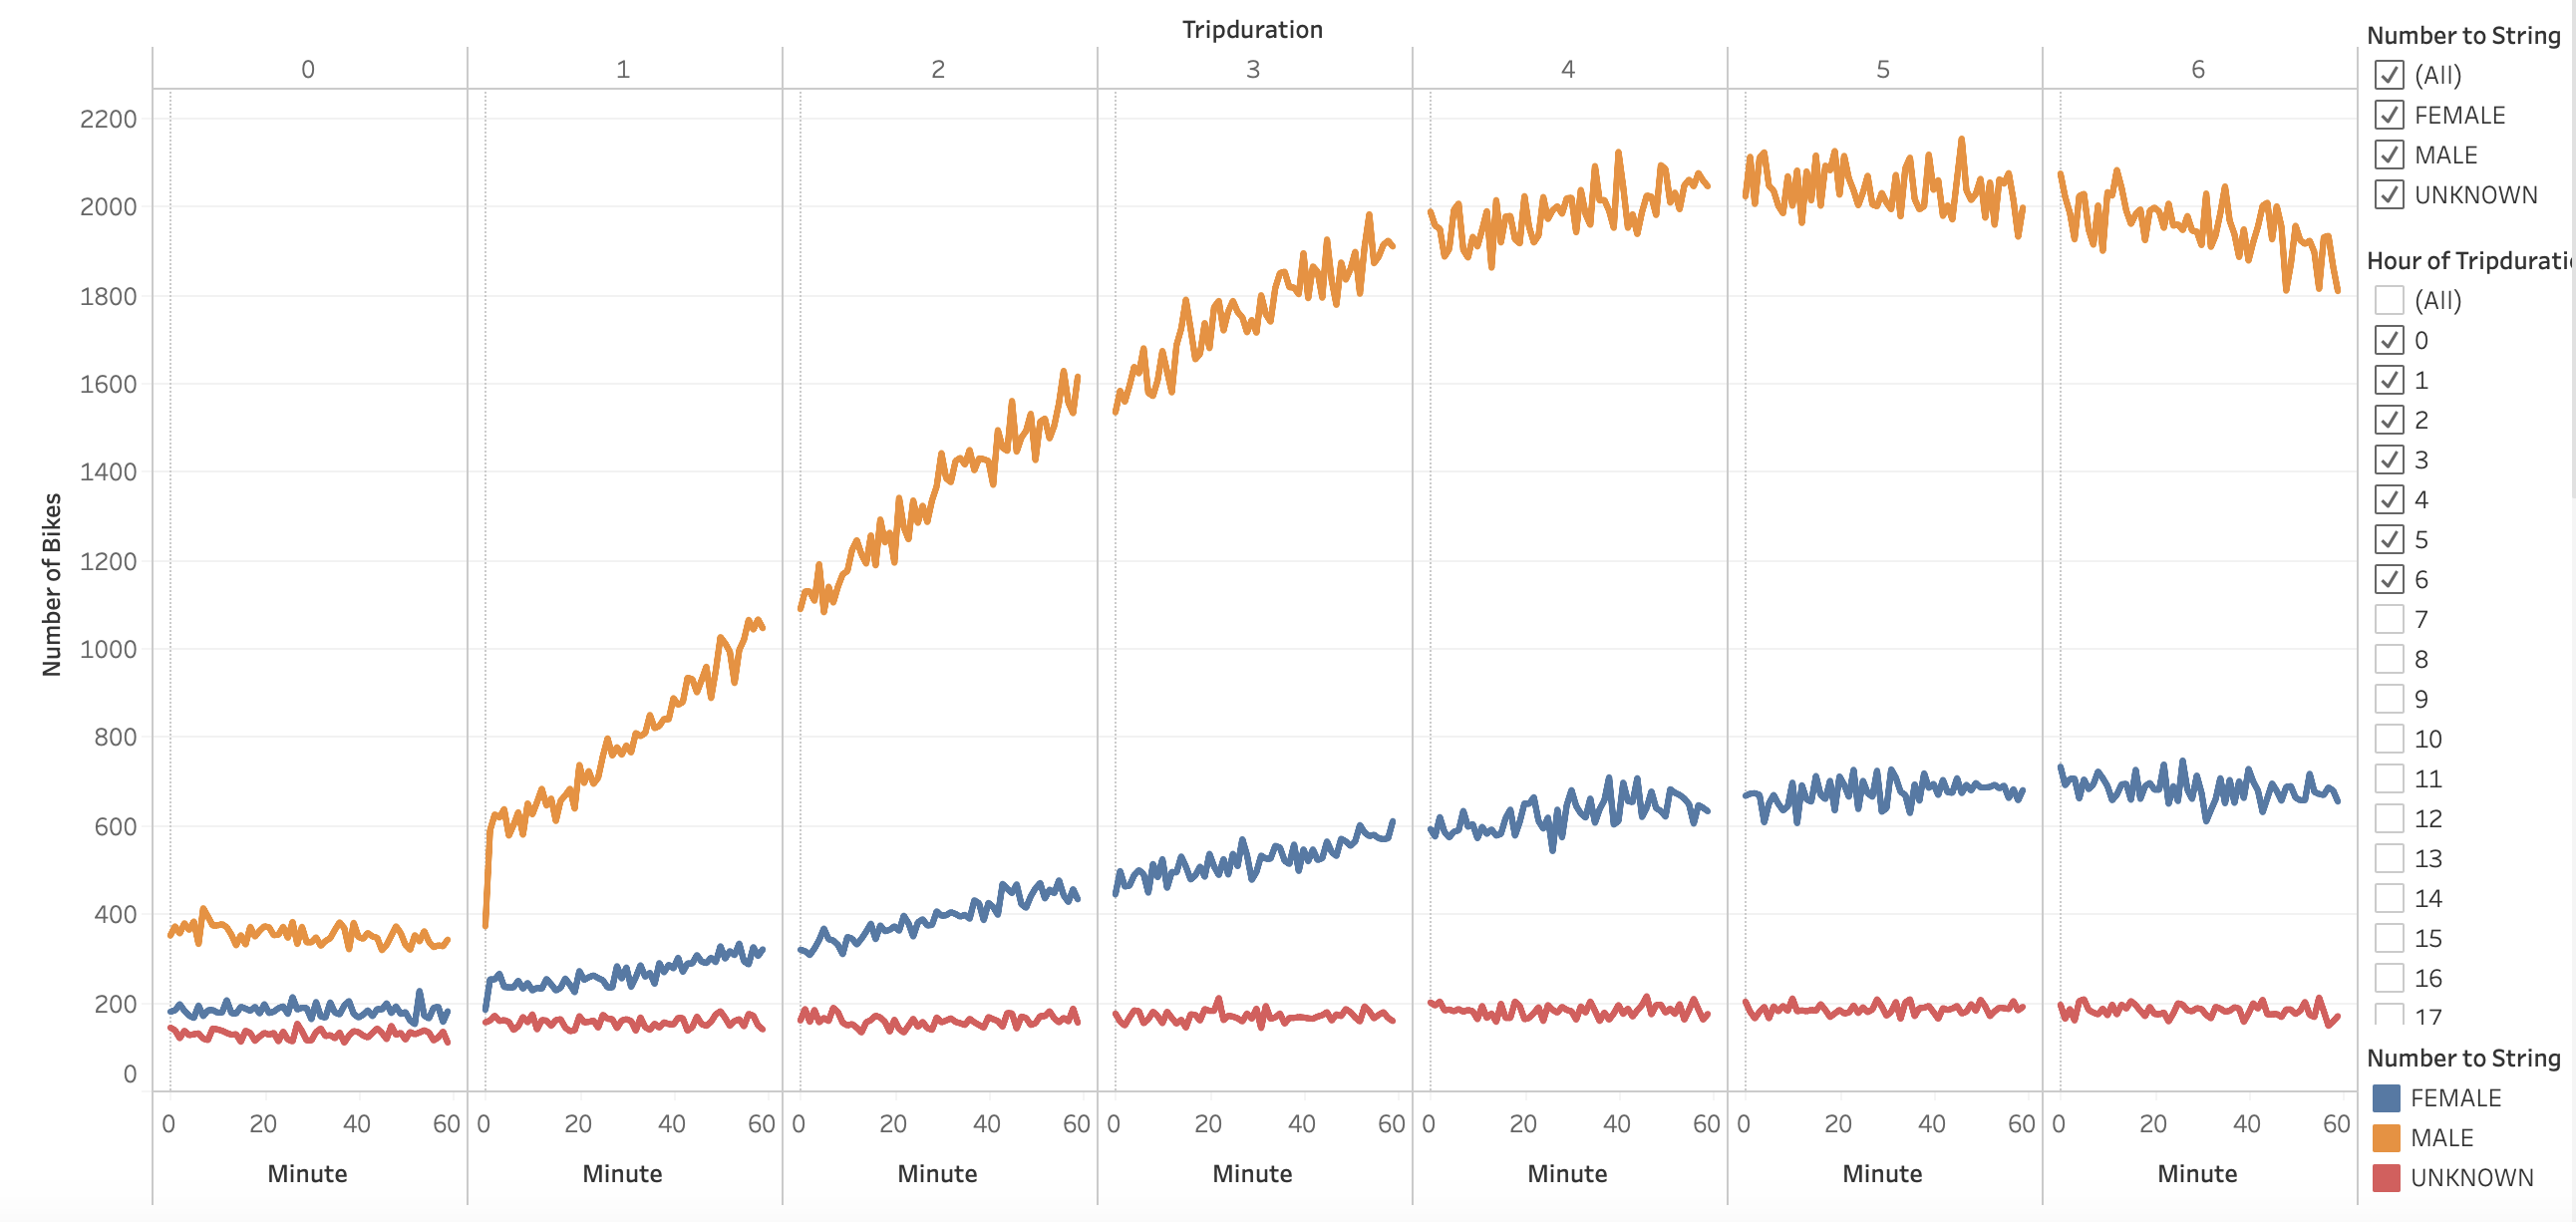 Tripduration
0 1 2 3 4 5 6
2200
2000
1800
1600
1400
1200
1000
800
600
400
200
0
Number of Bikes
0 20 40 60 0 20 40 60 0 20 40 60 0 20 40 60 0 20 40 60 0 20 40 60 0 20 40 60
Minute Minute Minute Minute Minute Minute Minute
Number to String
(All)
FEMALE
MALE
UNKNOWN
Hour of Tripduratio
(All)
0
1
2
3
4
5
6
7
8
9
10
11
12
13
14
15
16
17
Number to String
FEMALE
MALE
UNKNOWN